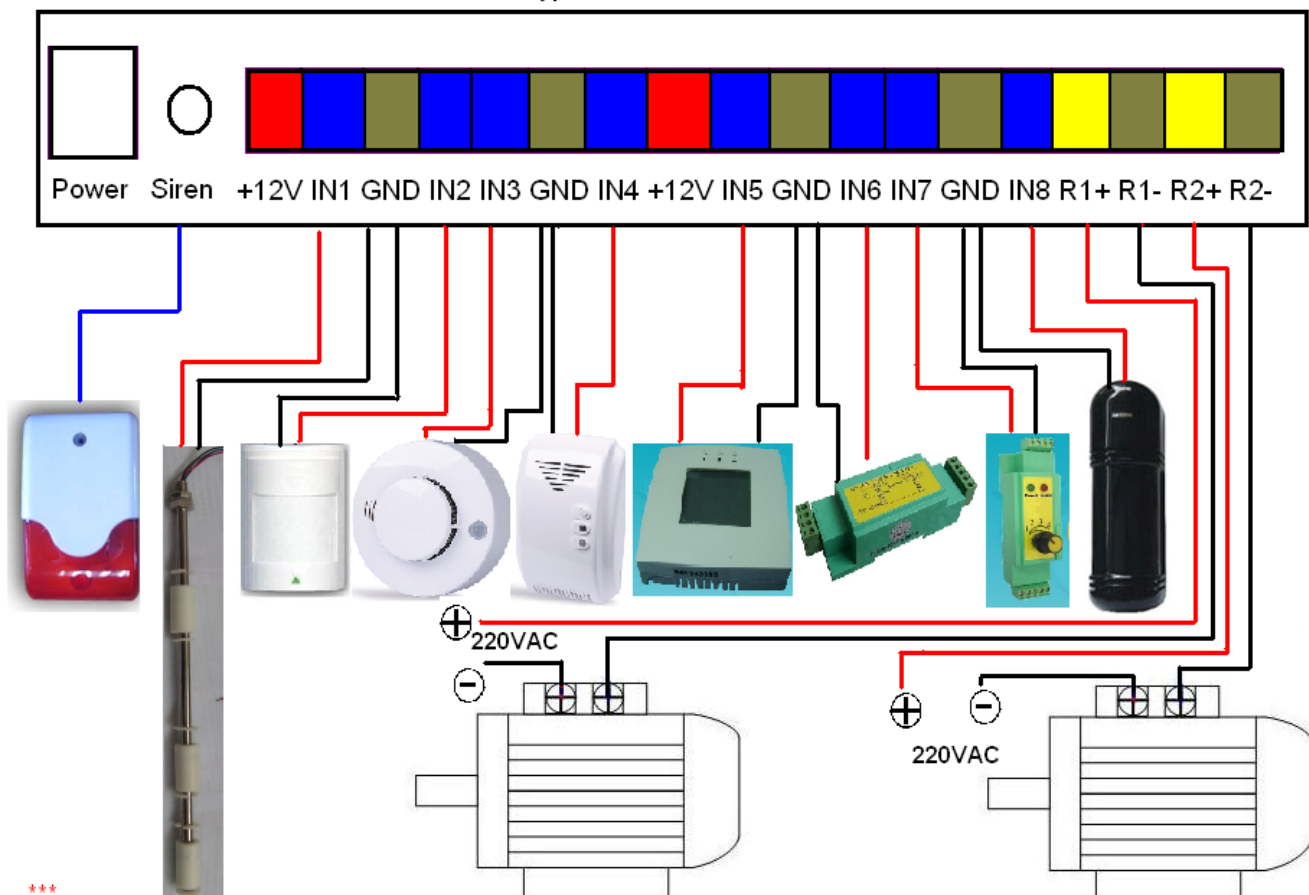 Power Siren +12V IN1 GND IN2 IN3 GND IN4 +12V IN5 GND IN6 IN7 GND IN8 R1+ R1- R2+ R2-
220VAC
220VAC
***